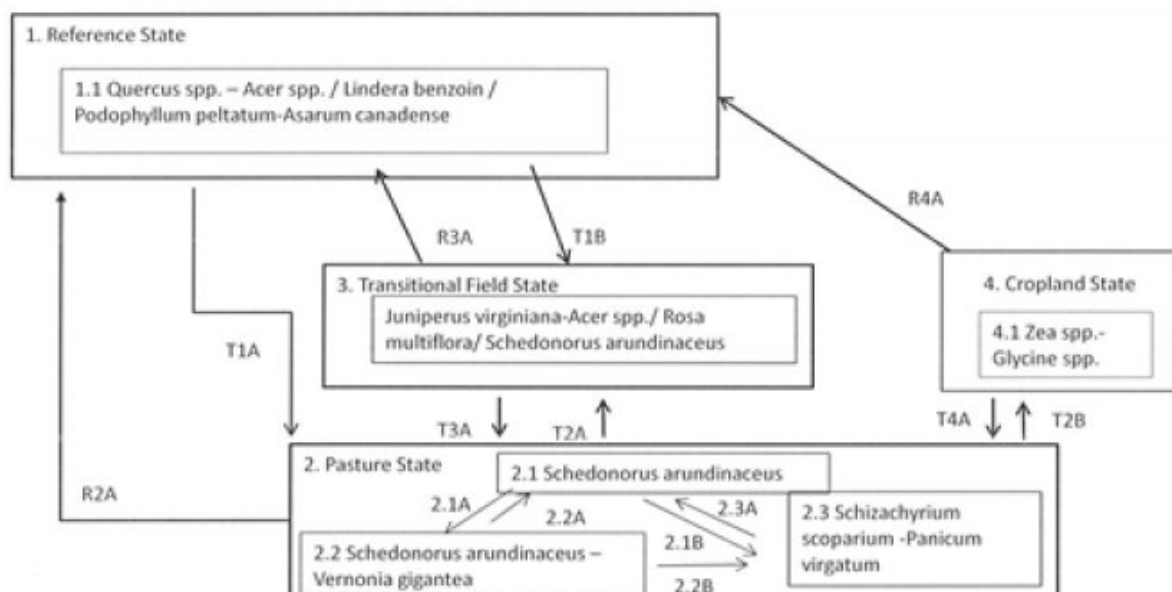 1. Reference State
1.1 Quercus spp. – Acer spp. / Lindera benzoin /
Podophyllum peltatum-Asarum canadense
R4A
R3A
T1B
3. Transitional Field State
Juniperus virginiana-Acer spp./ Rosa
multiflora/ Schedonorus arundinaceus
4. Cropland State
4.1 Zea spp.-
Glycine spp.
T1A
T3A
T2A
T4A
T2B
2. Pasture State
2.1 Schedonorus arundinaceus
R2A
2.1A
2.2A
2.3A
2.1B
2.3 Schizachyrium
scoparium -Panicum
virgatum
2.2 Schedonorus arundinaceus –
Vernonia gigantea
2.2B